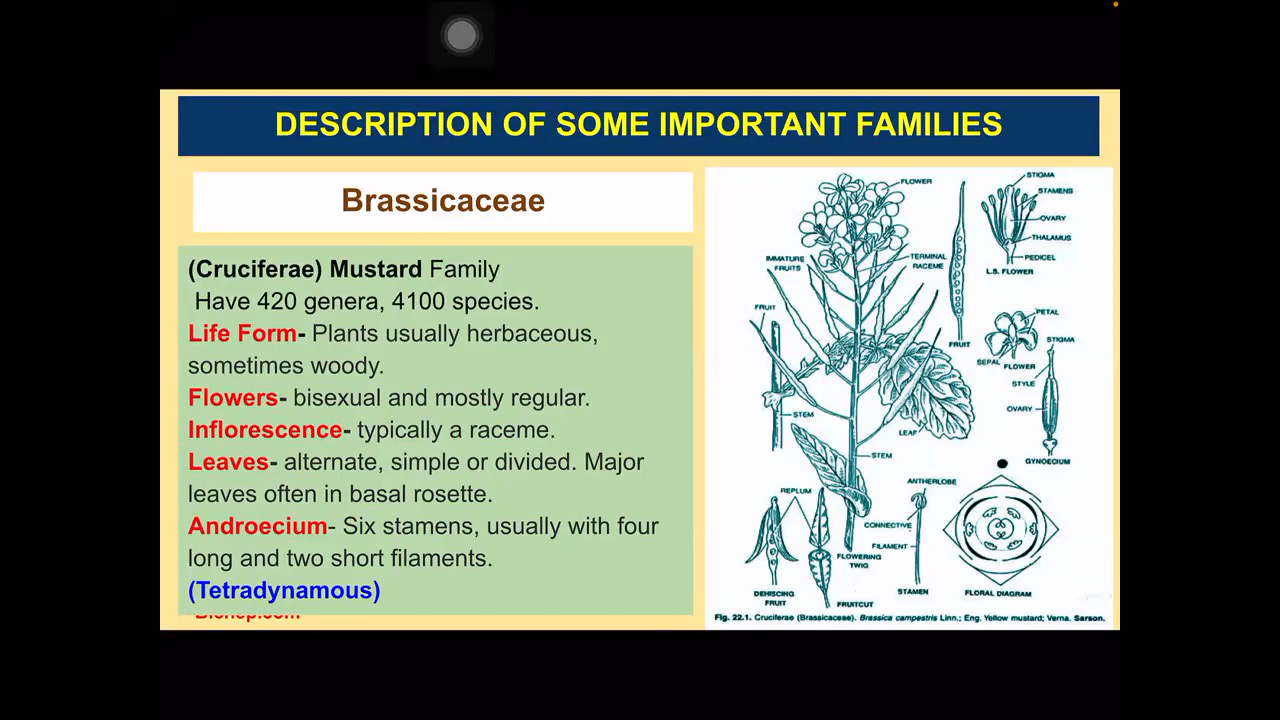 DESCRIPTION OF SOME IMPORTANT FAMILIES
Brassicaceae
(Cruciferae) Mustard Family
Have 420 genera, 4100 species.
Life Form- Plants usually herbaceous,
sometimes woody.
Flowers- bisexual and mostly regular.
Inflorescence- typically a raceme.
Leaves- alternate, simple or divided. Major
leaves often in basal rosette.
Androecium- Six stamens, usually with four
long and two short filaments.
(Tetradynamous)
FLOWER
STIGMA
STAMENS
OVARY
THALAMUS
PEDICEL
L.S. FLOWER
IMMATURE
FRUITS
TERMINAL
RACEME
FRUIT
FRUIT
PETAL
SEPAL
FLOWER
STIGMA
STYLE
OVARY
GYNOECIUM
STEM
LEAF
STEM
REPLUM
ANTHERLOBE
CONNECTIVE
FILAMENT
FLOWERING
TWIG
STAMEN
DEHISCING
FRUIT
FRUITCUT
FLORAL DIAGRAM
Fig. 22.1. Cruciferae (Brassicaceae). Brassica campestris Linn.; Eng. Yellow mustard; Verna. Sarson.